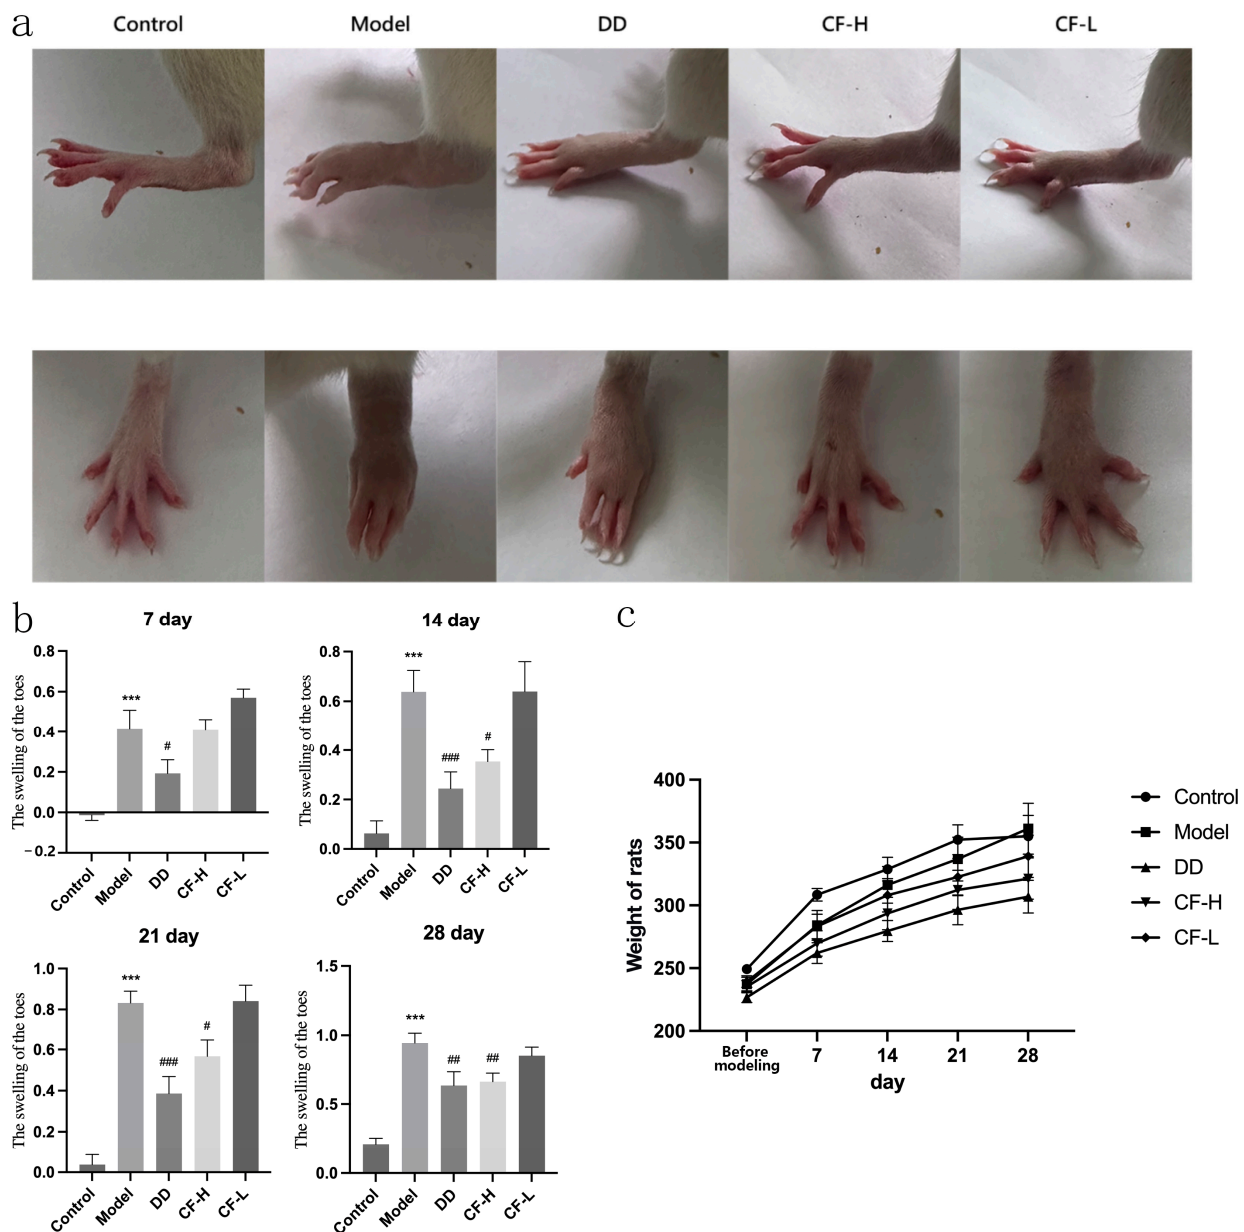 a
Control Model DD CF-H CF-L
b
7 day
The swelling of the toes
0.8
0.6
0.4
0.2
0.0
−0.2
***
#
Control Model DD CF-H CF-L
14 day
The swelling of the toes
0.8
0.6
0.4
0.2
0.0
***
###
#
Control Model DD CF-H CF-L
21 day
The swelling of the toes
1.0
0.8
0.6
0.4
0.2
0.0
***
###
#
Control Model DD CF-H CF-L
28 day
The swelling of the toes
1.5
1.0
0.5
0.0
***
##
##
Control Model DD CF-H CF-L
c
Weight of rats
400
350
300
250
200
Before
modeling
7 14 21 28
day
Control
Model
DD
CF-H
CF-L